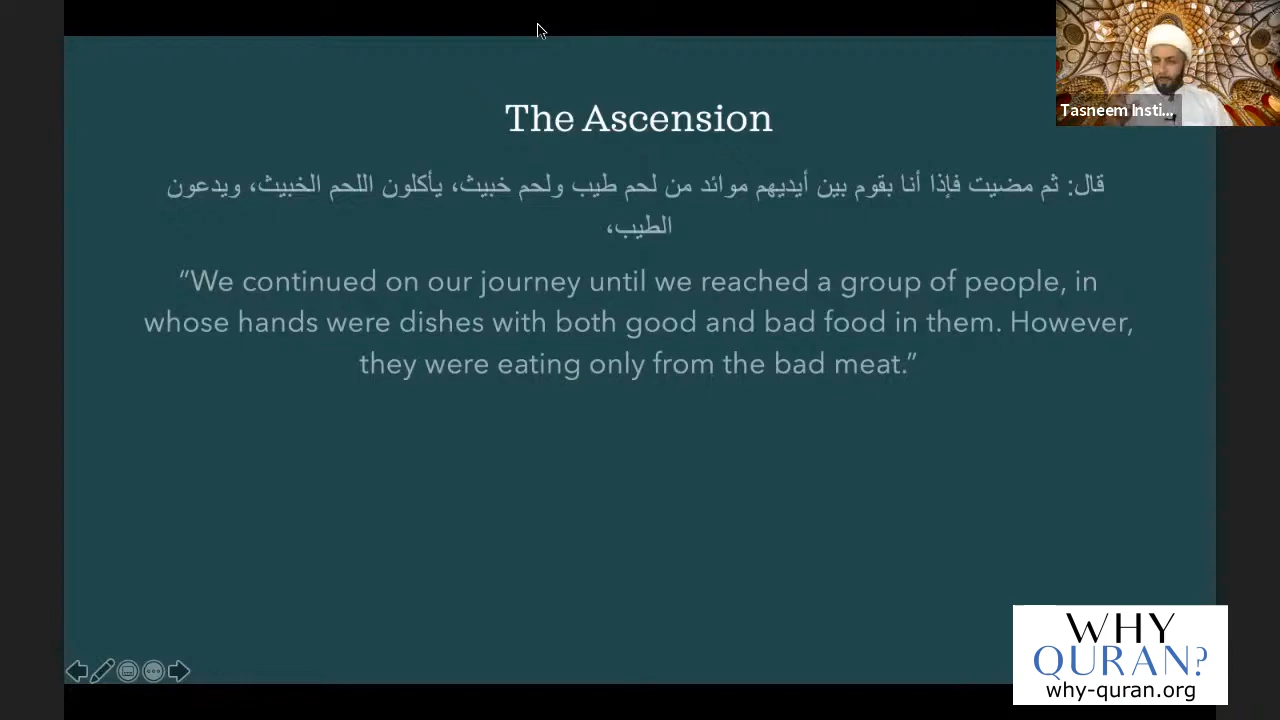 Tasneem Insti...
The Ascension
قال: ثم مضيت فإذا أنا بقوم بين أيديهم موائد من لحم طيب ولحم خبيث، يأكلون اللحم الخبيث، ويدعون
الطيب،
“We continued on our journey until we reached a group of people, in
whose hands were dishes with both good and bad food in them. However,
they were eating only from the bad meat.”
WHY
QURAN?
why-quran.org